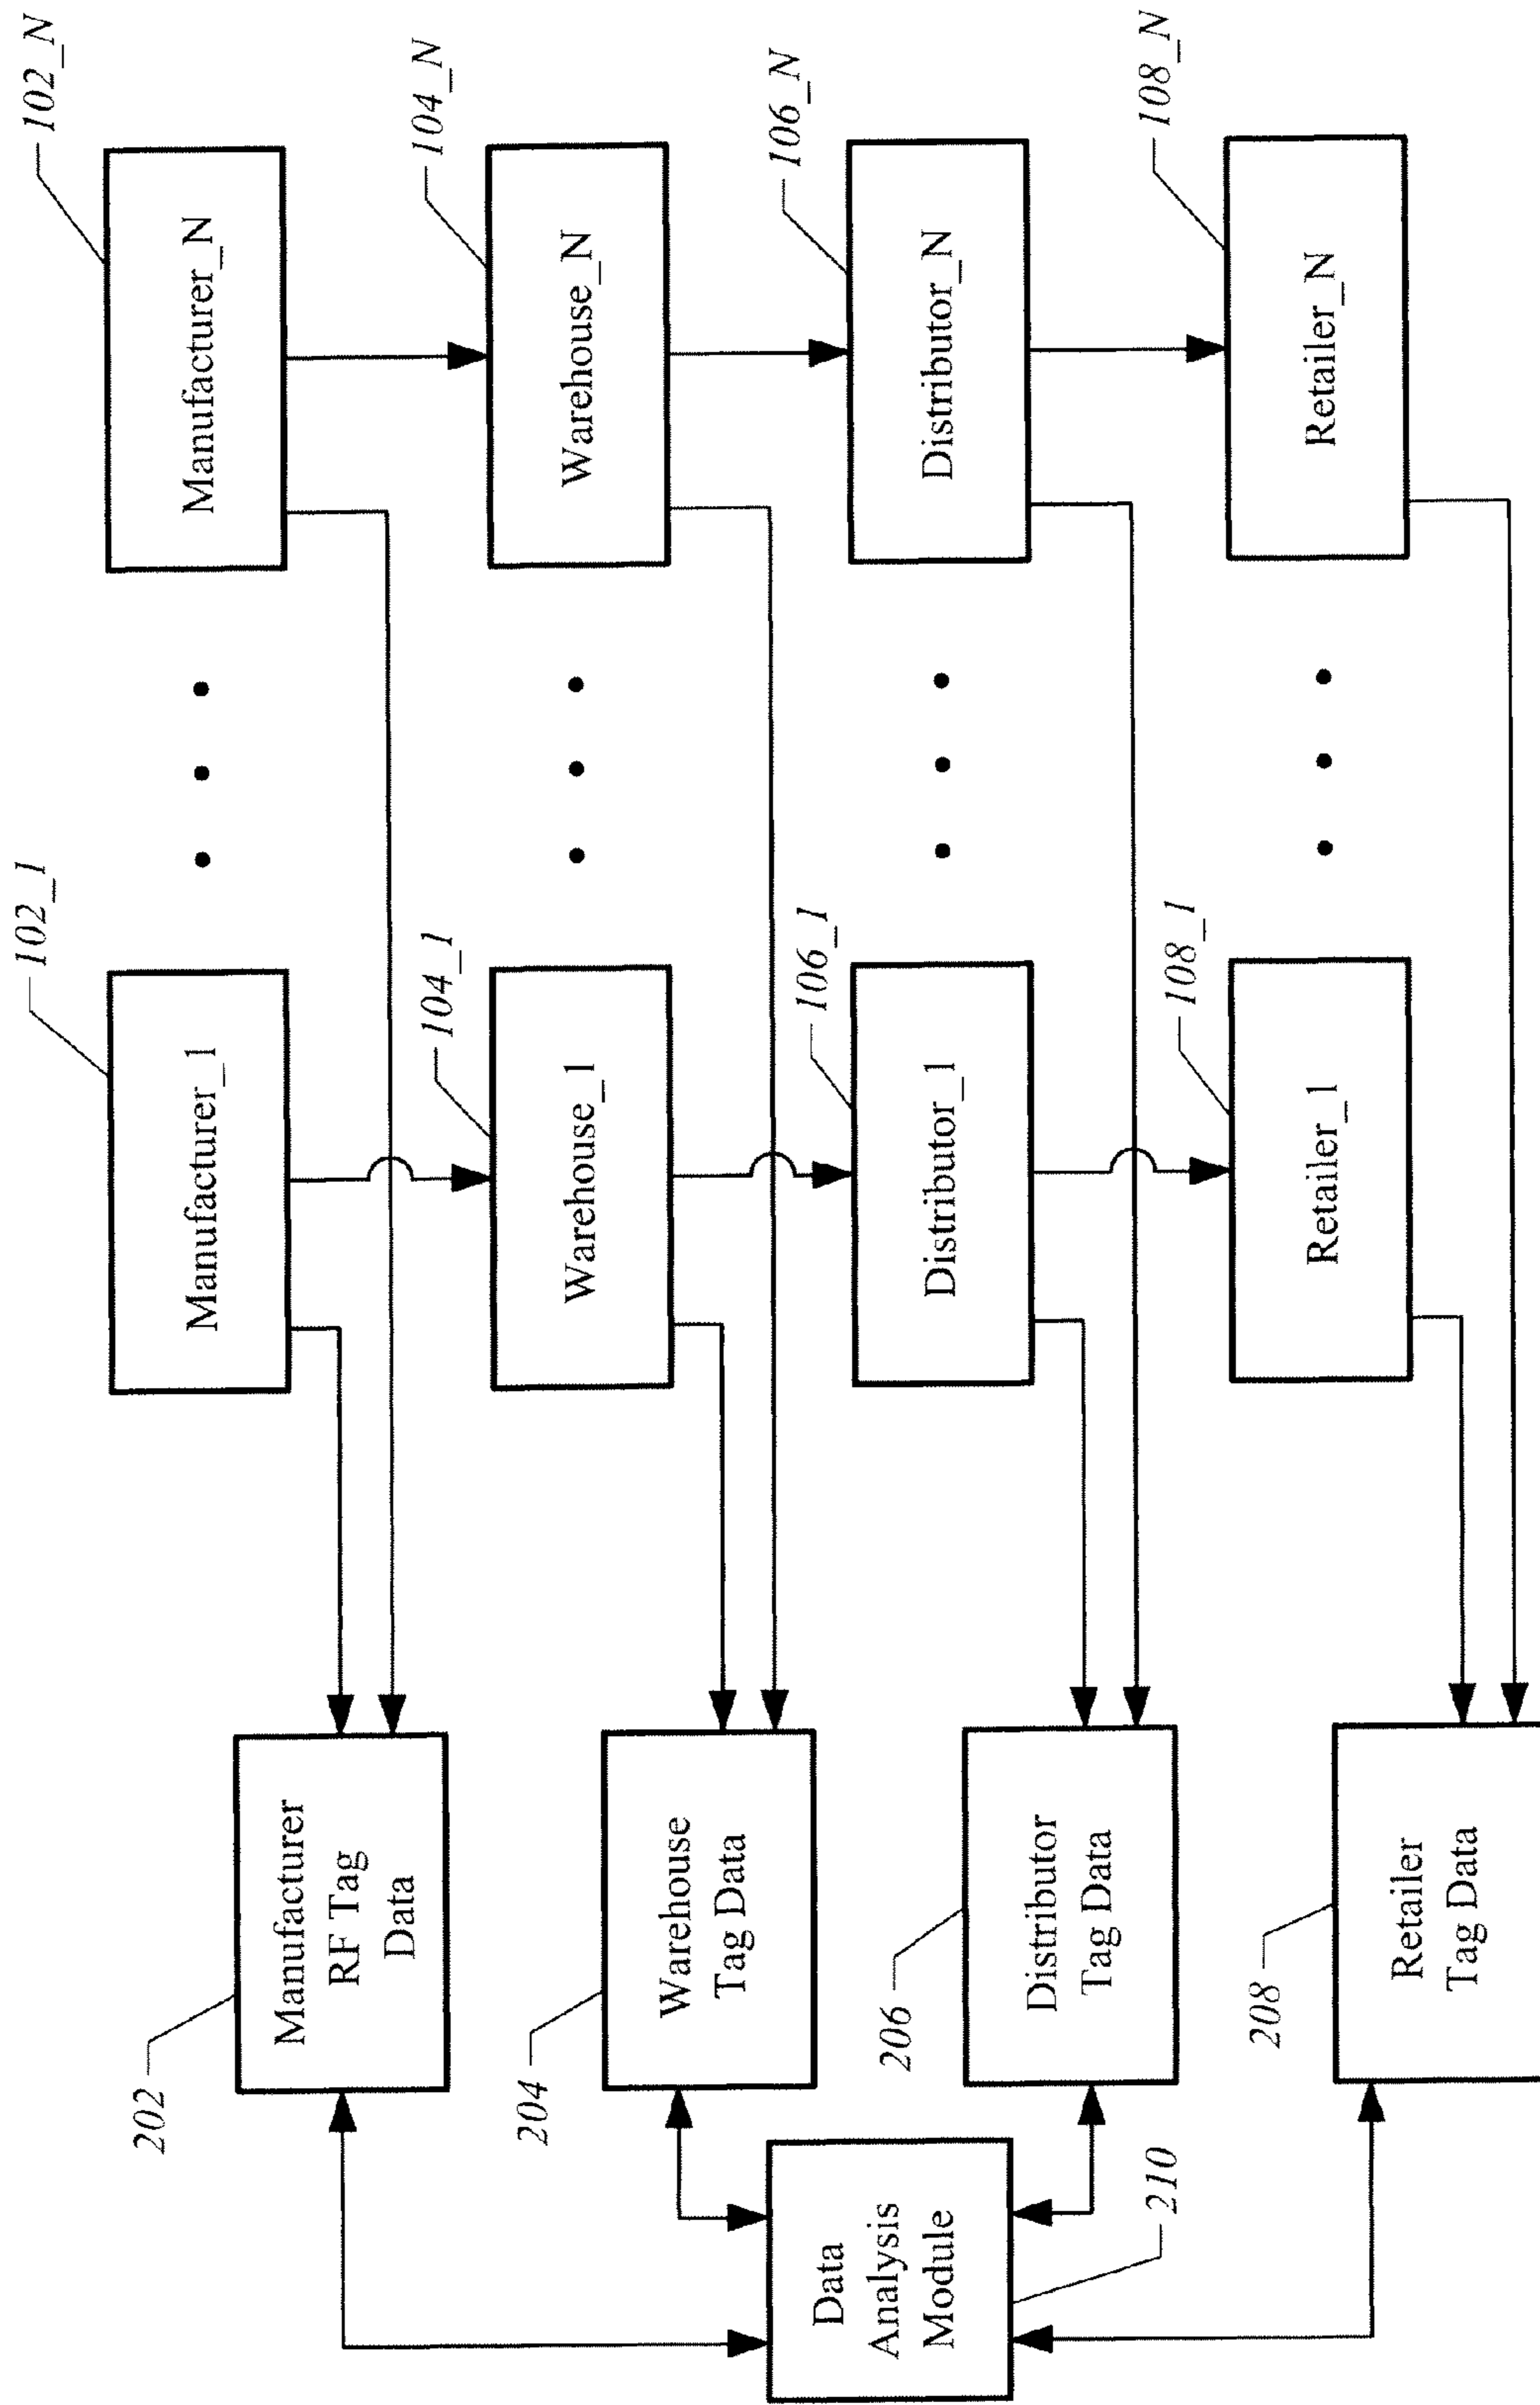 102_1
102_N
Manufacturer_1
Manufacturer_N
202
Manufacturer
RF Tag
Data
104_1
104_N
Warehouse_1
Warehouse_N
204
Warehouse
Tag Data
106_1
106_N
Distributor_1
Distributor_N
Data
Analysis
Module
206
Distributor
Tag Data
210
108_1
108_N
Retailer_1
Retailer_N
208
Retailer
Tag Data